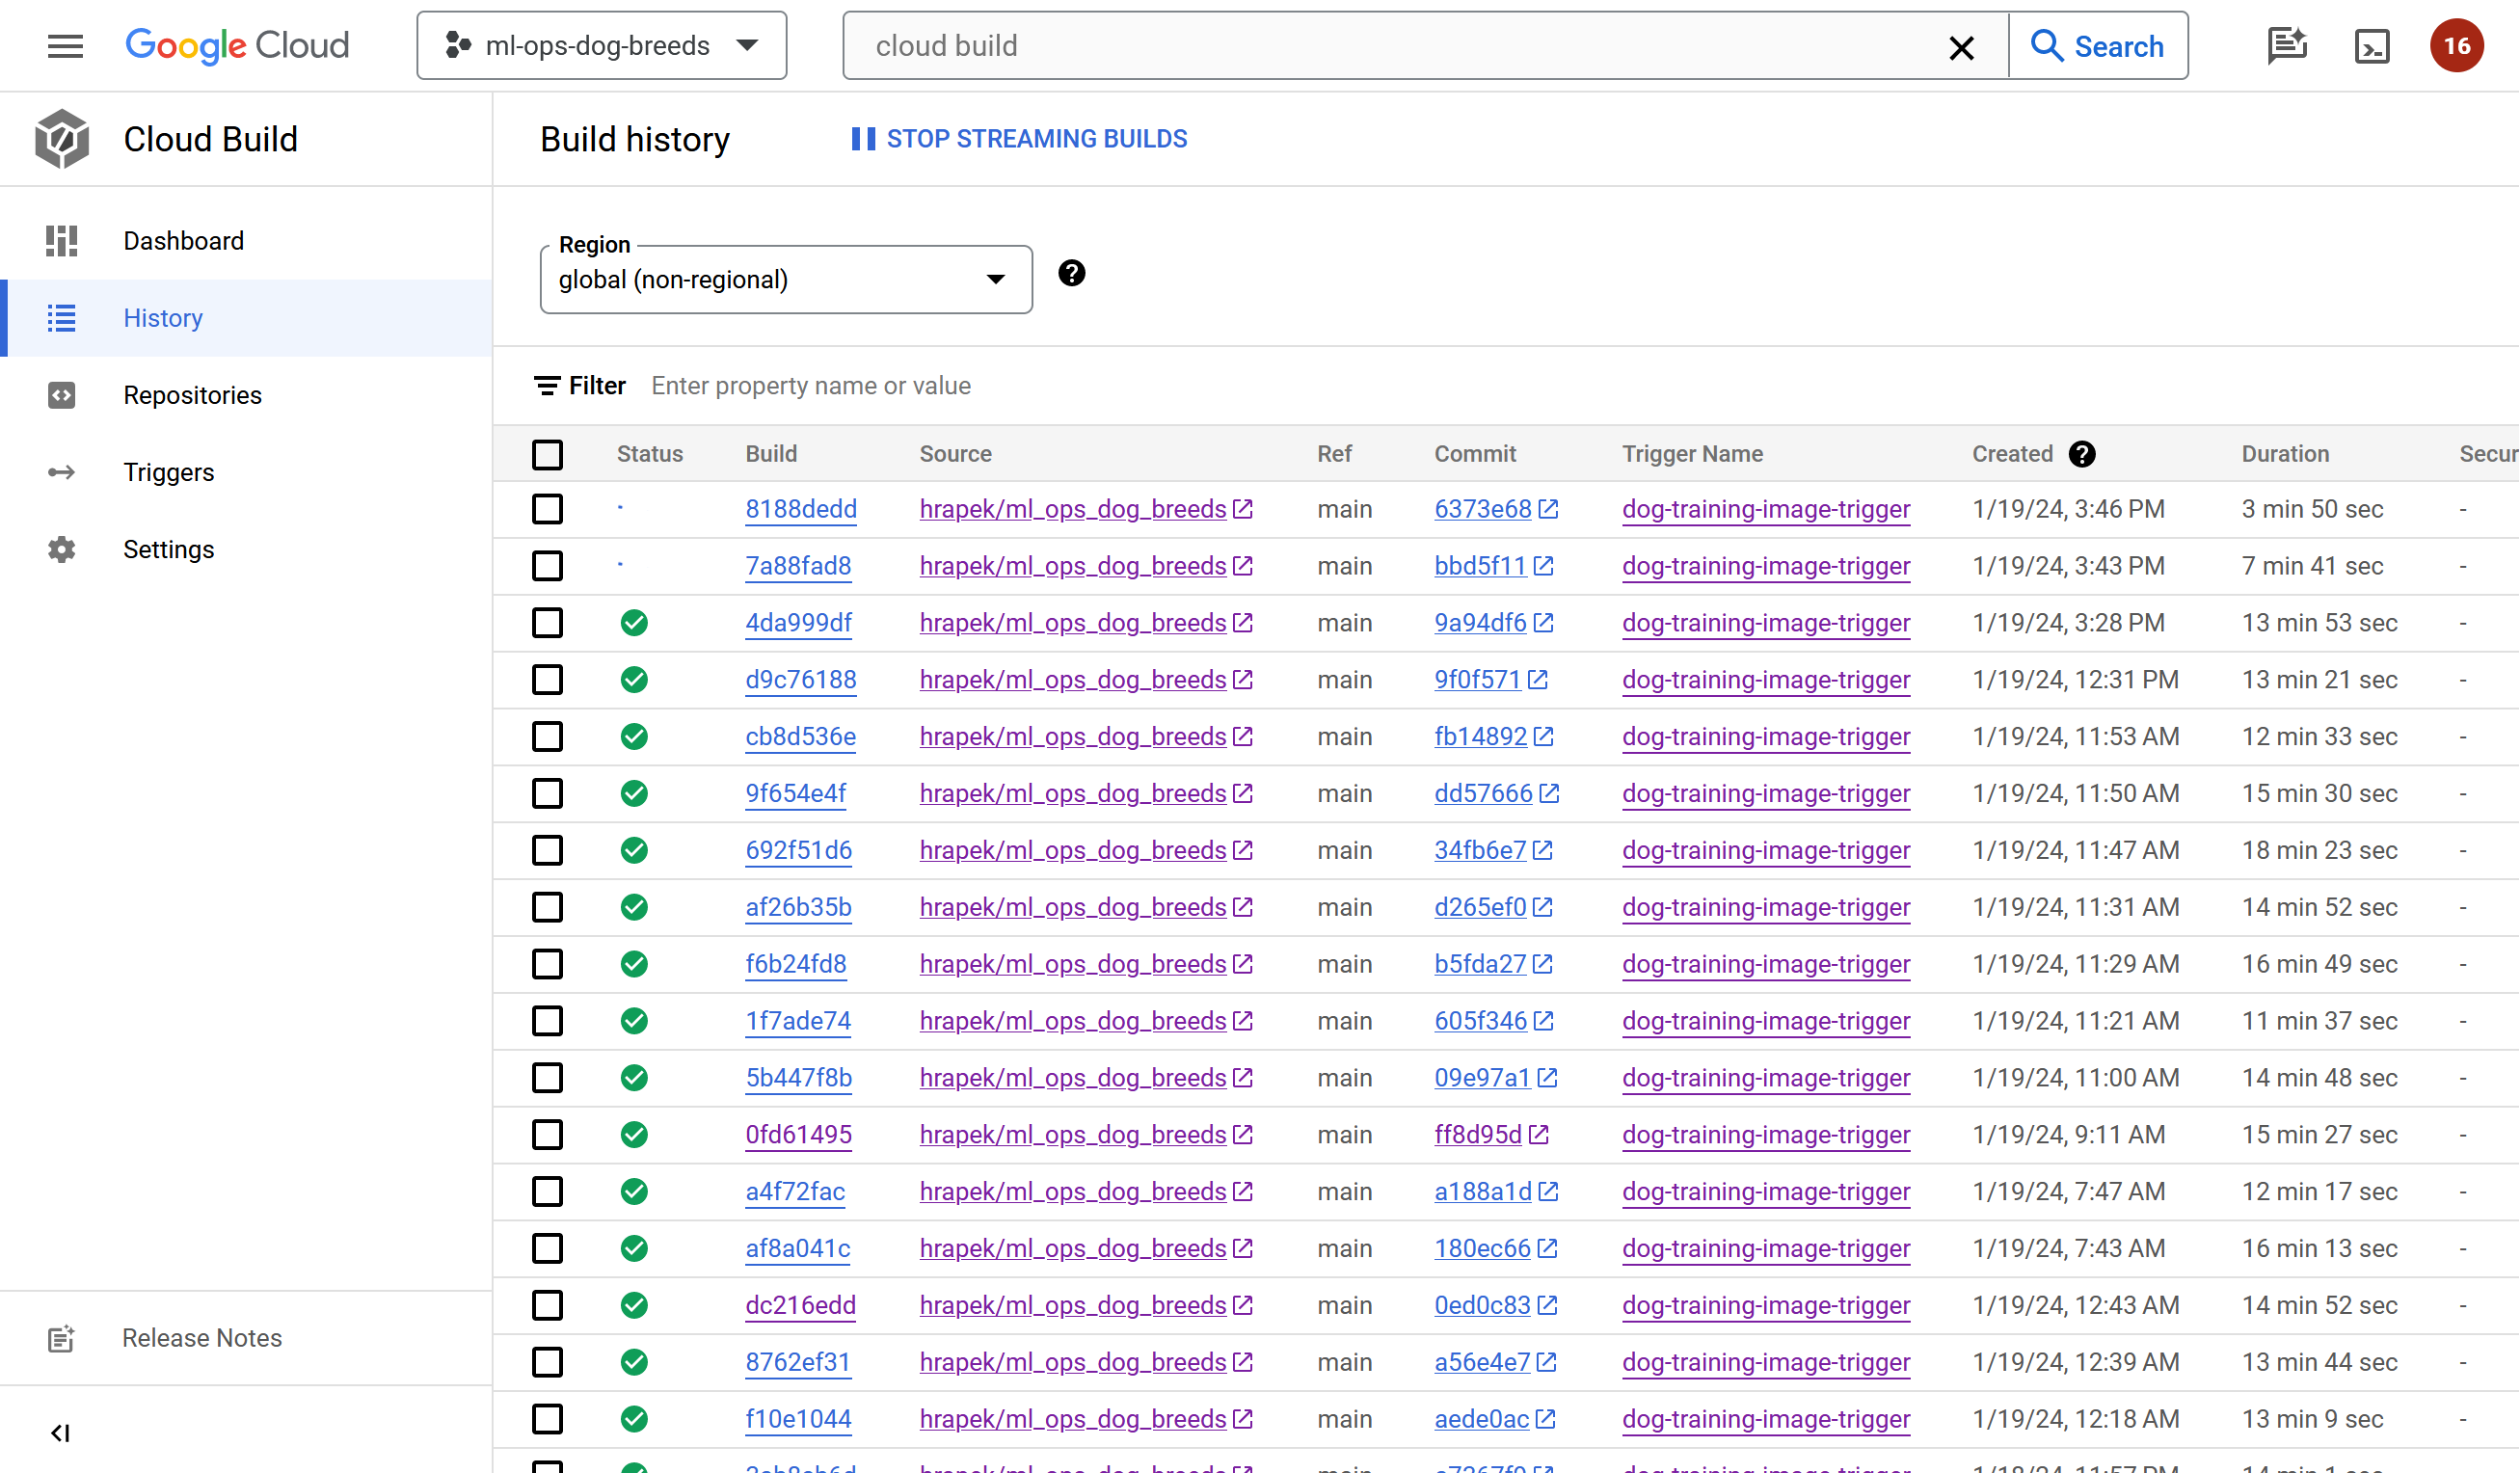 Google Cloud ml-ops-dog-breeds cloud build Search 16
Cloud Build
Dashboard
History
Repositories
Triggers
Settings
Release Notes
Build history STOP STREAMING BUILDS
Region
global (non-regional)
Filter Enter property name or value
Status Build Source Ref Commit Trigger Name Created Duration Secur
8188dedd hrapek/ml_ops_dog_breeds main 6373e68 dog-training-image-trigger 1/19/24, 3:46 PM 3 min 50 sec -
7a88fad8 hrapek/ml_ops_dog_breeds main bbd5f11 dog-training-image-trigger 1/19/24, 3:43 PM 7 min 41 sec -
4da999df hrapek/ml_ops_dog_breeds main 9a94df6 dog-training-image-trigger 1/19/24, 3:28 PM 13 min 53 sec -
d9c76188 hrapek/ml_ops_dog_breeds main 9f0f571 dog-training-image-trigger 1/19/24, 12:31 PM 13 min 21 sec -
cb8d536e hrapek/ml_ops_dog_breeds main fb14892 dog-training-image-trigger 1/19/24, 11:53 AM 12 min 33 sec -
9f654e4f hrapek/ml_ops_dog_breeds main dd57666 dog-training-image-trigger 1/19/24, 11:50 AM 15 min 30 sec -
692f51d6 hrapek/ml_ops_dog_breeds main 34fb6e7 dog-training-image-trigger 1/19/24, 11:47 AM 18 min 23 sec -
af26b35b hrapek/ml_ops_dog_breeds main d265ef0 dog-training-image-trigger 1/19/24, 11:31 AM 14 min 52 sec -
f6b24fd8 hrapek/ml_ops_dog_breeds main b5fda27 dog-training-image-trigger 1/19/24, 11:29 AM 16 min 49 sec -
1f7ade74 hrapek/ml_ops_dog_breeds main 605f346 dog-training-image-trigger 1/19/24, 11:21 AM 11 min 37 sec -
5b447f8b hrapek/ml_ops_dog_breeds main 09e97a1 dog-training-image-trigger 1/19/24, 11:00 AM 14 min 48 sec -
0fd61495 hrapek/ml_ops_dog_breeds main ff8d95d dog-training-image-trigger 1/19/24, 9:11 AM 15 min 27 sec -
a4f72fac hrapek/ml_ops_dog_breeds main a188a1d dog-training-image-trigger 1/19/24, 7:47 AM 12 min 17 sec -
af8a041c hrapek/ml_ops_dog_breeds main 180ec66 dog-training-image-trigger 1/19/24, 7:43 AM 16 min 13 sec -
dc216edd hrapek/ml_ops_dog_breeds main 0ed0c83 dog-training-image-trigger 1/19/24, 12:43 AM 14 min 52 sec -
8762ef31 hrapek/ml_ops_dog_breeds main a56e4e7 dog-training-image-trigger 1/19/24, 12:39 AM 13 min 44 sec -
f10e1044 hrapek/ml_ops_dog_breeds main aede0ac dog-training-image-trigger 1/19/24, 12:18 AM 13 min 9 sec -
hrapek/ml_ops_dog_breeds main dog-training-image-trigger 1/18/24, 11:57 PM 14 min 1 sec